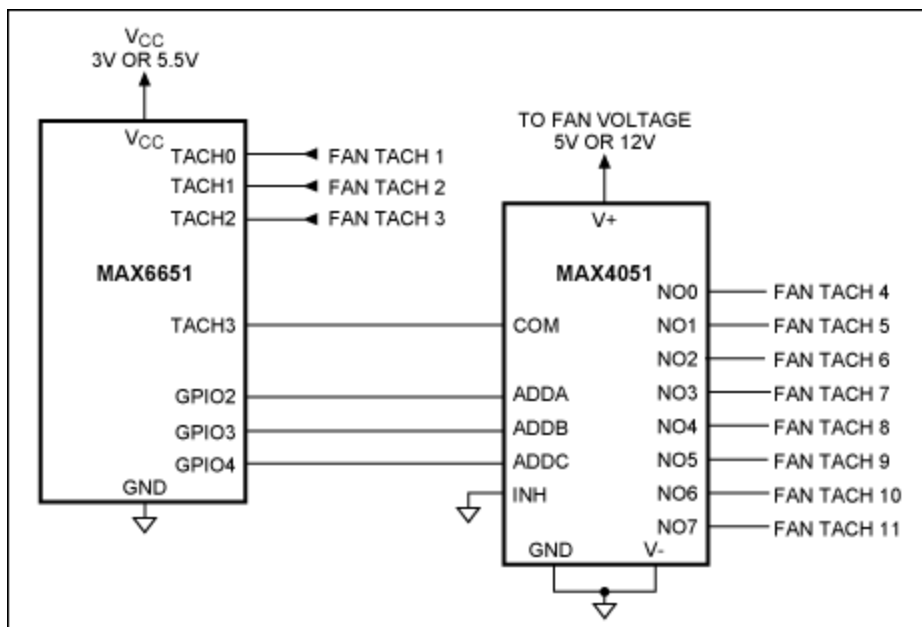 VCC
3V OR 5.5V
VCC
TACH0
FAN TACH 1
TACH1
FAN TACH 2
TACH2
FAN TACH 3
MAX6651
TACH3
GPIO2
GPIO3
GPIO4
GND
TO FAN VOLTAGE
5V OR 12V
V+
MAX4051
COM
ADDA
ADDB
ADDC
INH
NO0
FAN TACH 4
NO1
FAN TACH 5
NO2
FAN TACH 6
NO3
FAN TACH 7
NO4
FAN TACH 8
NO5
FAN TACH 9
NO6
FAN TACH 10
NO7
FAN TACH 11
GND
V-